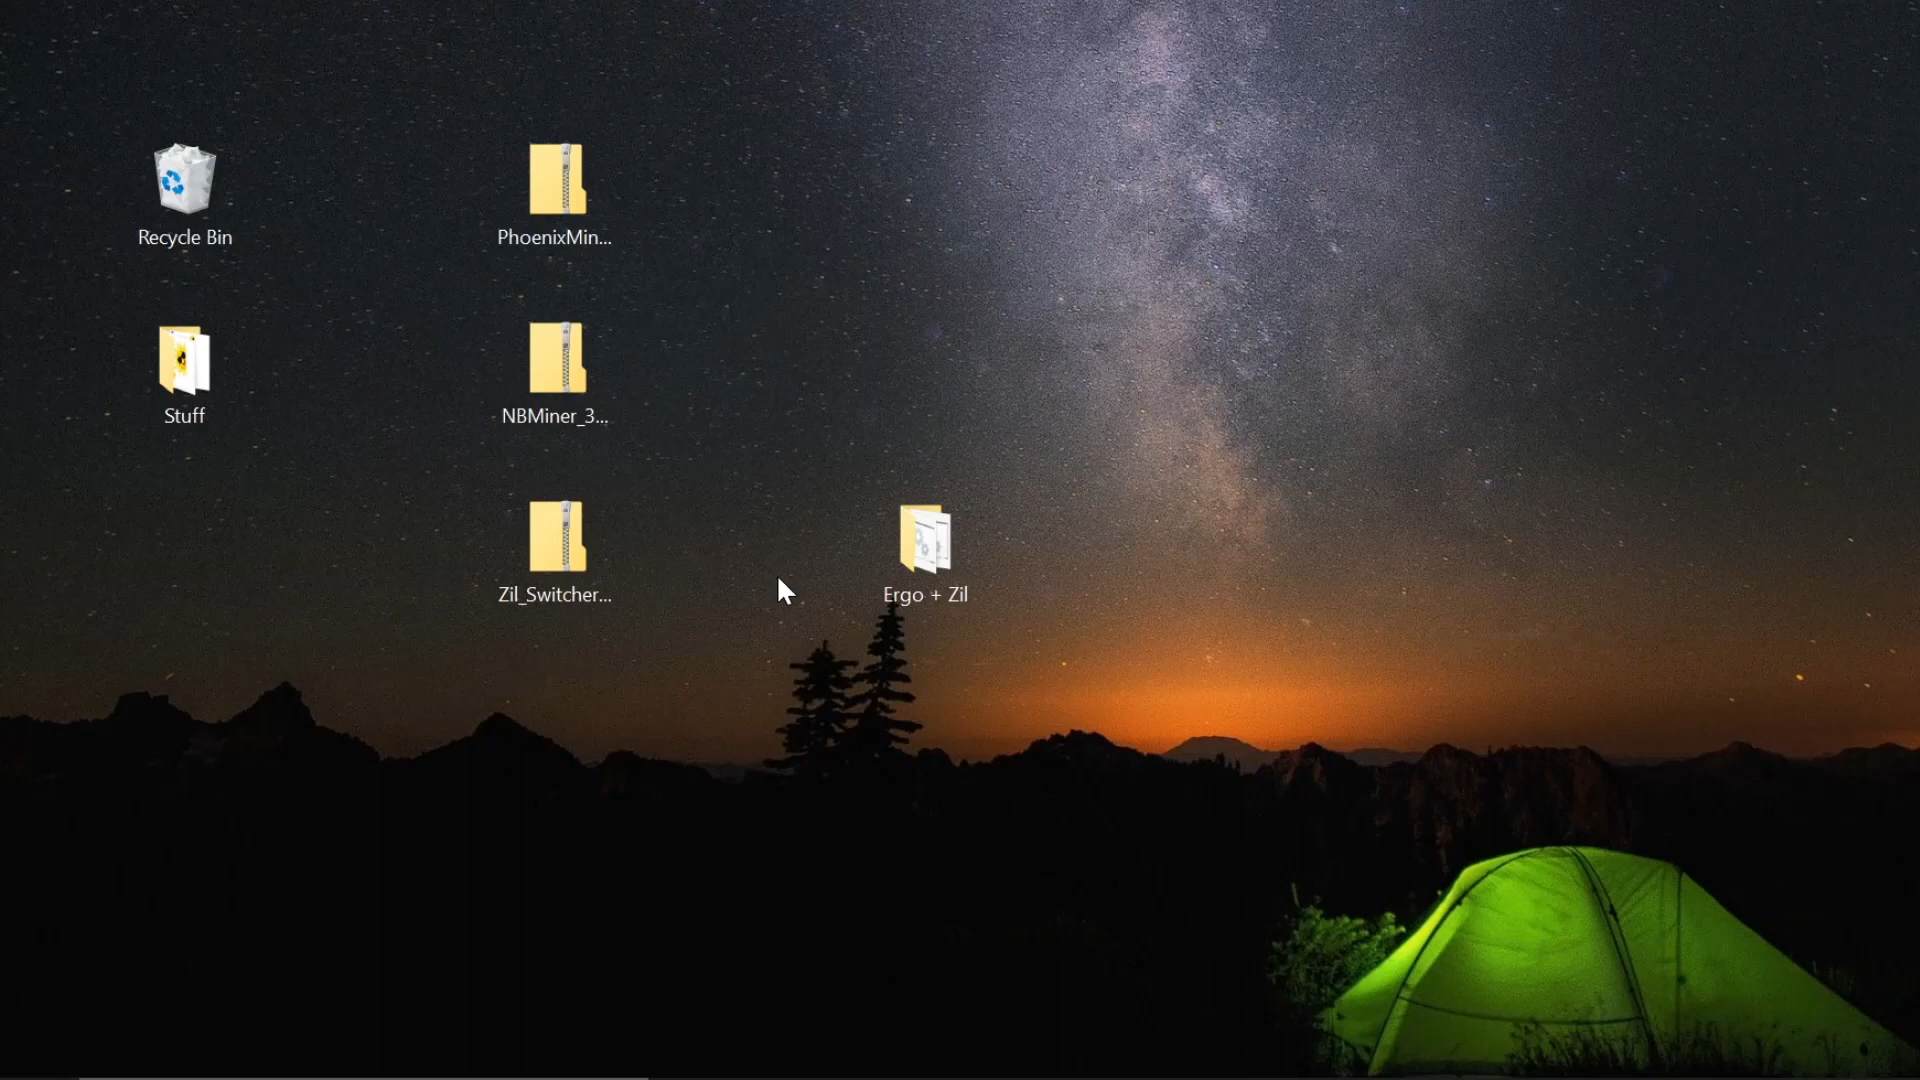 Recycle Bin
PhoenixMin...
Stuff
NBMiner_3...
Zil_Switcher...
Ergo + Zil